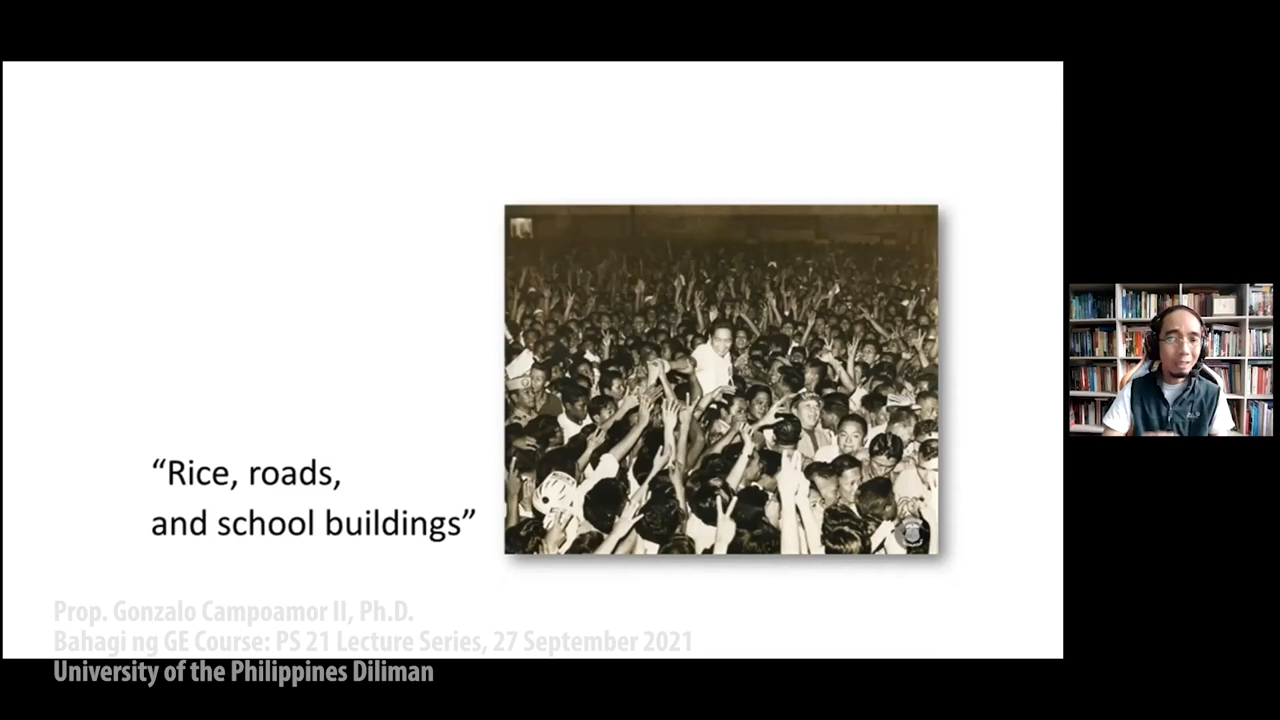 “Rice, roads,
and school buildings”
Prop. Gonzalo Campoamor II, Ph.D.
Bahagi ng GE Course: PS 21 Lecture Series, 27 September 2021
University of the Philippines Diliman